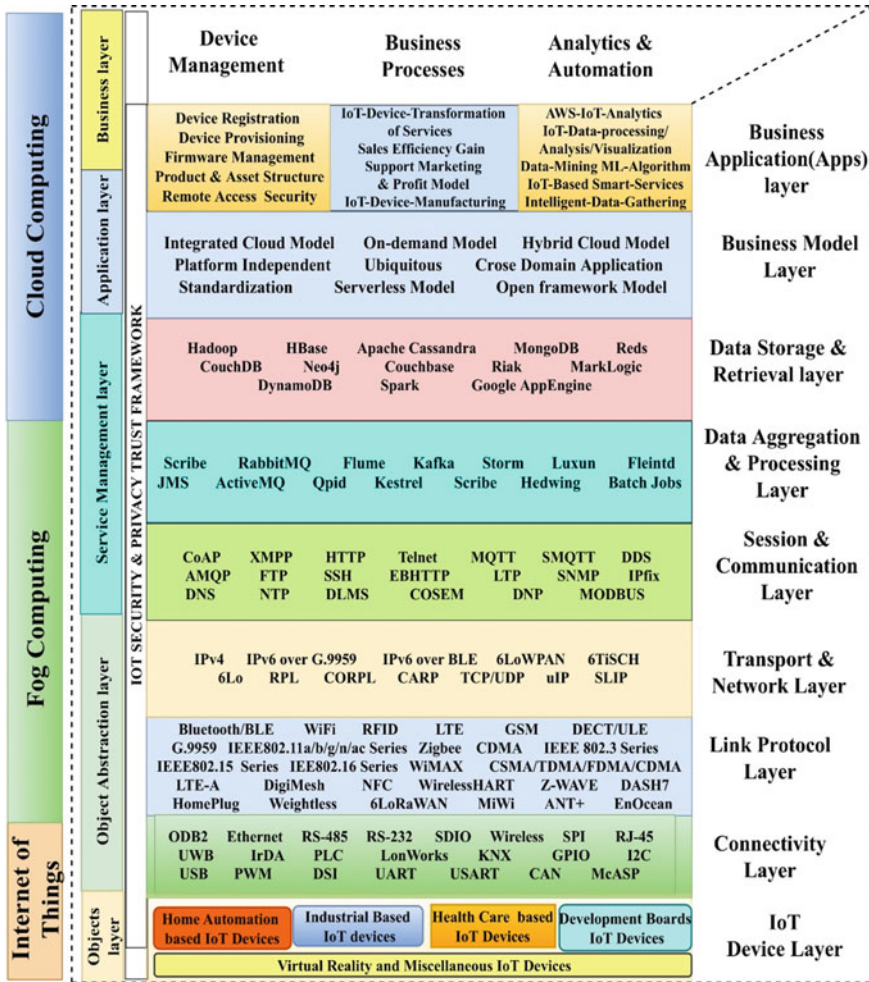 Cloud Computing
Fog Computing
Internet of
Things
Business layer
Application layer
Service Management layer
Object Abstraction layer
Objects
layer
IOT SECURITY & PRIVACY TRUST FRAMEWORK
Device
Management
Business
Processes
Analytics &
Automation
Device Registration
Device Provisioning
Firmware Management
Product & Asset Structure
Remote Access Security
IoT-Device-Transformation
of Services
Sales Efficiency Gain
Support Marketing
& Profit Model
IoT-Device-Manufacturing
AWS-IoT-Analytics
IoT-Data-processing/
Analysis/Visualization
Data-Mining ML-Algorithm
IoT-Based Smart-Services
Intelligent-Data-Gathering
Business
Application(Apps)
layer
Integrated Cloud Model On-demand Model Hybrid Cloud Model
Platform Independent Ubiquitous Crose Domain Application
Standardization Serverless Model Open framework Model
Business Model
Layer
Hadoop HBase Apache Cassandra MongoDB Reds
CouchDB Neo4j Couchbase Riak MarkLogic
DynamoDB Spark Google AppEngine
Data Storage &
Retrieval layer
Scribe RabbitMQ Flume Kafka Storm Luxun Fleintd
JMS ActiveMQ Qpid Kestrel Scribe Hedwing Batch Jobs
Data Aggregation
& Processing
Layer
CoAP XMPP HTTP Telnet MQTT SMQTT DDS
AMQP FTP SSH EBHTTP LTP SNMP IPfix
DNS NTP DLMS COSEM DNP MODBUS
Session &
Communication
Layer
IPv4 IPv6 over G.9959 IPv6 over BLE 6LoWPAN 6TiSCH
6Lo RPL CORPL CARP TCP/UDP uIP SLIP
Transport &
Network Layer
Bluetooth/BLE WiFi RFID LTE GSM DECT/ULE
G.9959 IEEE802.11a/b/g/n/ac Series Zigbee CDMA IEEE 802.3 Series
IEEE802.15 Series IEE802.16 Series WiMAX CSMA/TDMA/FDMA/CDMA
LTE-A DigiMesh NFC WirelessHART Z-WAVE DASH7
HomePlug Weightless 6LoRaWAN MiWi ANT+ EnOcean
Link Protocol
Layer
ODB2 Ethernet RS-485 RS-232 SDIO Wireless SPI RJ-45
UWB IrDA PLC LonWorks KNX GPIO I2C
USB PWM DSI UART USART CAN McASP
Connectivity
Layer
Home Automation
based IoT Devices
Industrial Based
IoT devices
Health Care based
IoT Devices
Development Boards
IoT Devices
Virtual Reality and Miscellaneous IoT Devices
IoT
Device Layer